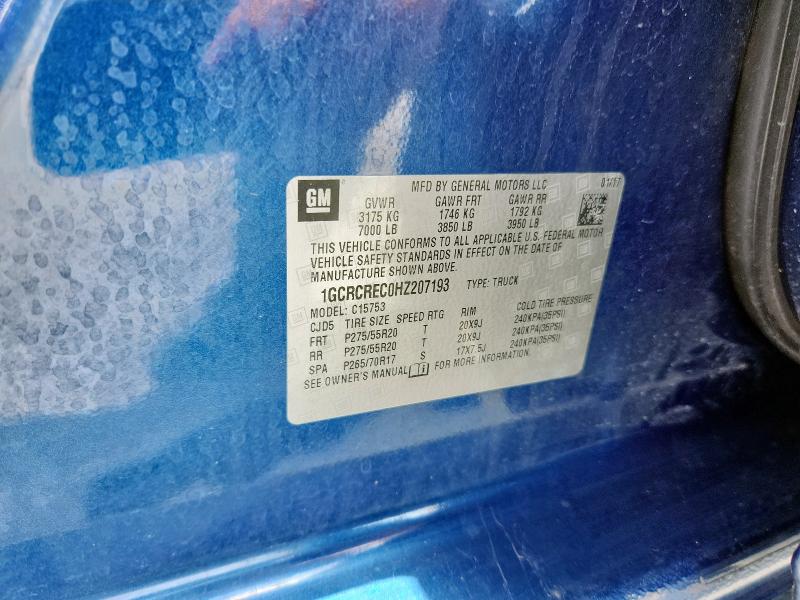 GM
MFD BY GENERAL MOTORS LLC
GVWR GAWR FRT GAWR RR
3175 KG 1746 KG 1792 KG
7000 LB 3850 LB 3950 LB
THIS VEHICLE CONFORMS TO ALL APPLICABLE U.S. FEDERAL MOTOR
VEHICLE SAFETY STANDARDS IN EFFECT ON THE DATE OF
MANUFACTURE SHOWN ABOVE.
1GCRCREC0HZ207193 TYPE: TRUCK
MODEL: C15753
CJD5 TIRE SIZE SPEED RTG RIM COLD TIRE PRESSURE
FRT P275/55R20 T 20X9J 240KPA(35PSI)
RR P275/55R20 T 20X9J 240KPA(35PSI)
SPA P265/70R17 S 17X7.5J 240KPA(35PSI)
SEE OWNER'S MANUAL FOR MORE INFORMATION.